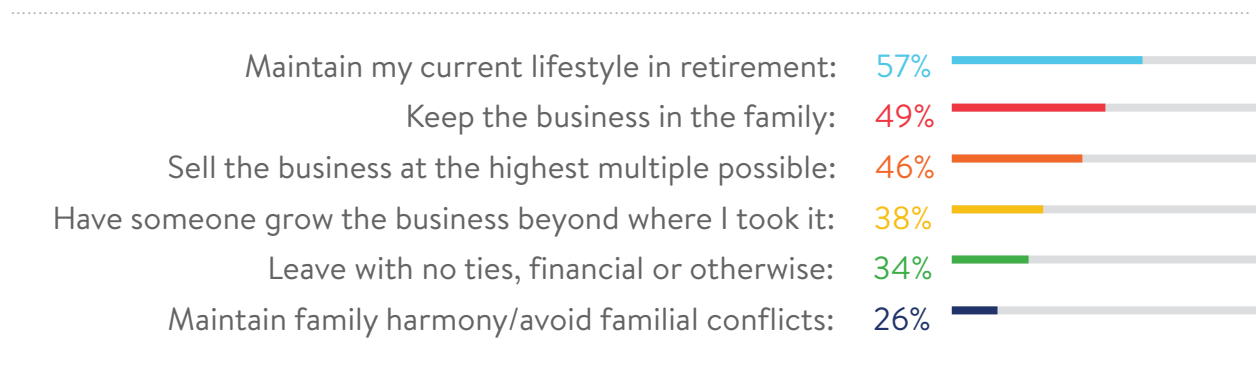 Maintain my current lifestyle in retirement: 57%
Keep the business in the family: 49%
Sell the business at the highest multiple possible: 46%
Have someone grow the business beyond where I took it: 38%
Leave with no ties, financial or otherwise: 34%
Maintain family harmony/avoid familial conflicts: 26%